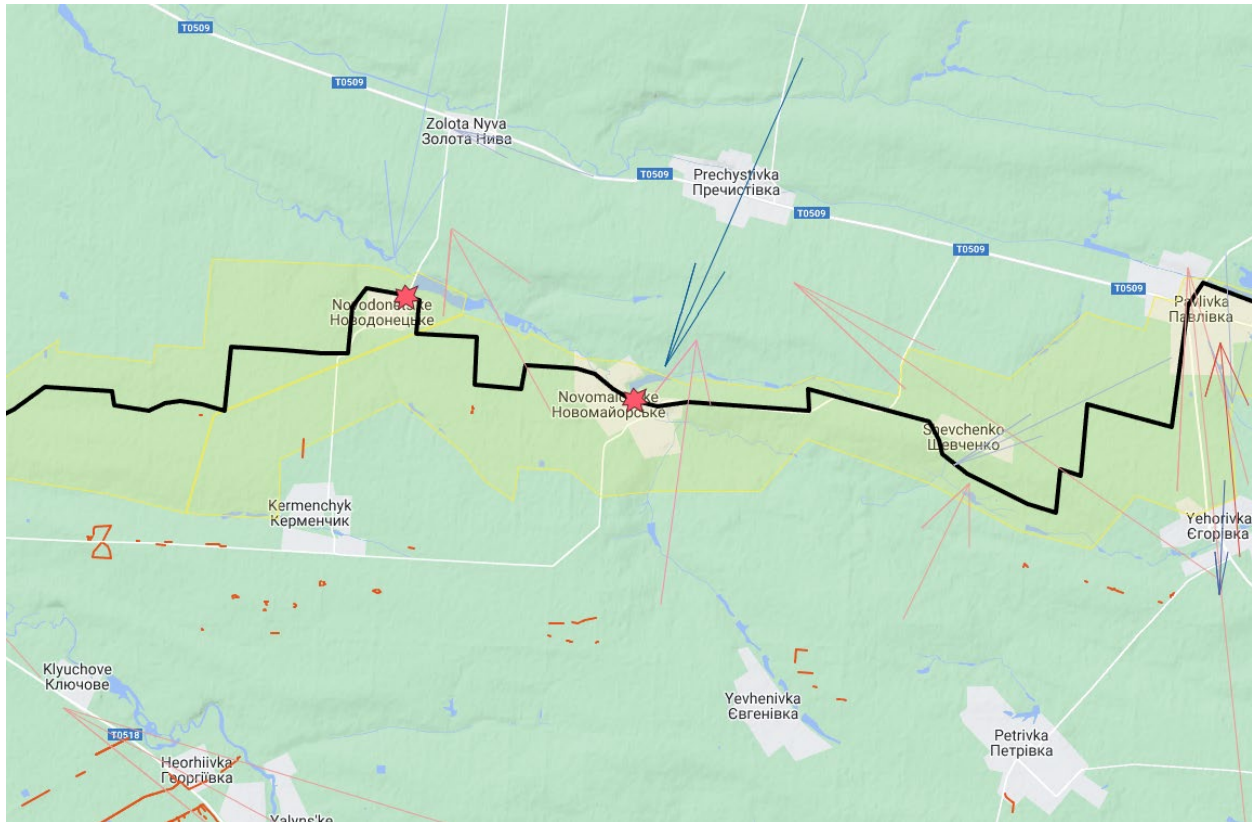 T0509
T0509
Zolota Nyva
Золота Нива
T0509
Prechystivka
Пречистівка
T0509
T0509
T0509
Pavlivka
Павлівка
Новодонецьке
Новомайорське
Shevchenko
Шевченко
Kermenchyk
Керменчик
Yehorivka
Єгорівка
Klyuchove
Ключове
T0518
Heorhiivka
Георгіївка
Yevhenivka
Євгенівка
Petrivka
Петрівка
Yalyns'ke